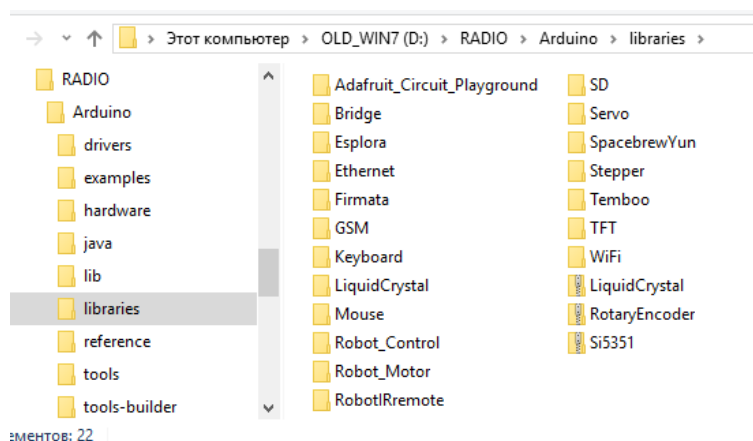 Этот компьютер > OLD_WIN7 (D:) > RADIO > Arduino > libraries >
RADIO
Arduino
drivers
examples
hardware
java
lib
libraries
reference
tools
tools-builder
Adafruit_Circuit_Playground
Bridge
Esplora
Ethernet
Firmata
GSM
Keyboard
LiquidCrystal
Mouse
Robot_Control
Robot_Motor
RobotIRremote
SD
Servo
SpacebrewYun
Stepper
Temboo
TFT
WiFi
LiquidCrystal
RotaryEncoder
Si5351
ементов: 22